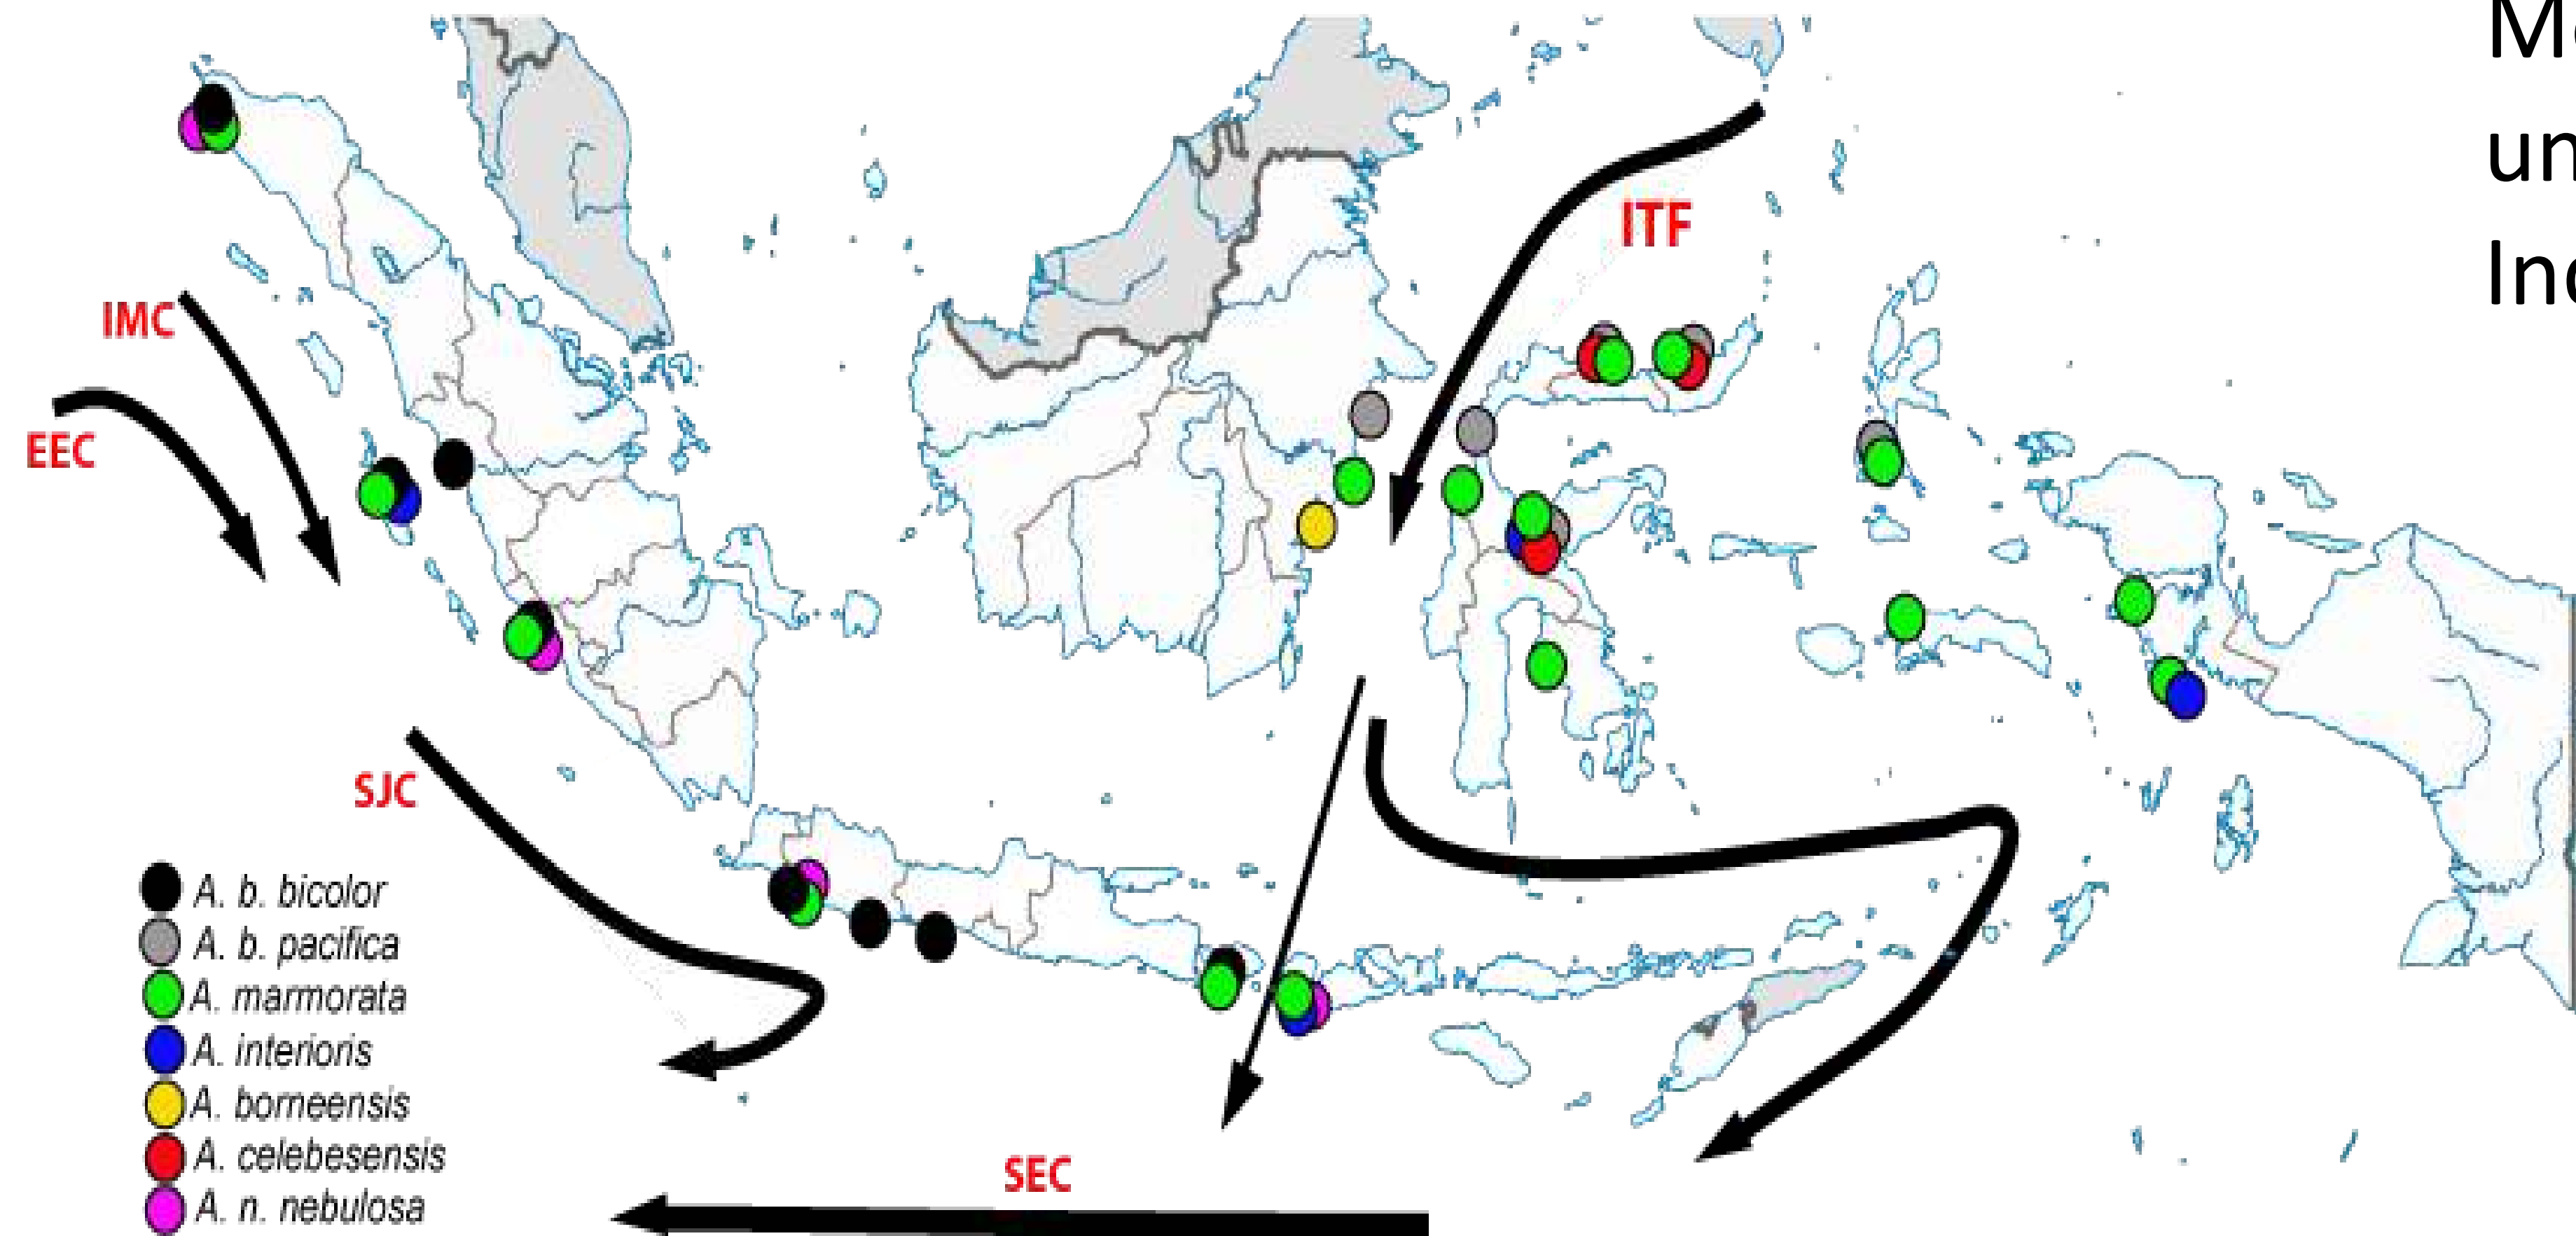 ITF
IMC
EEC
SJC
A. b. bicolor
A. b. pacifica
A. marmorata
A. interioris
A. borneensis
A. celebesensis
A. n. nebulosa
SEC